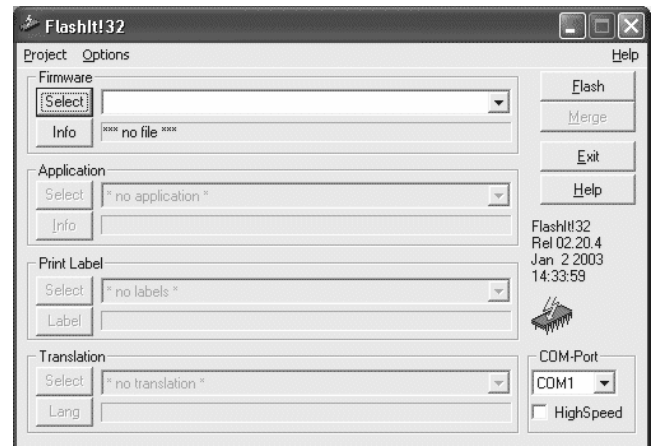 FlashIt!32
Project Options Help
Firmware
Select
Info *** no file ***
Flash
Merge
Exit
Help
Application
Select * no application *
Info
Print Label
Select * no labels *
Label
Translation
Select * no translation *
Lang
FlashIt!32
Rel 02.20.4
Jan 2 2003
14:33:59
COM-Port
COM1
HighSpeed